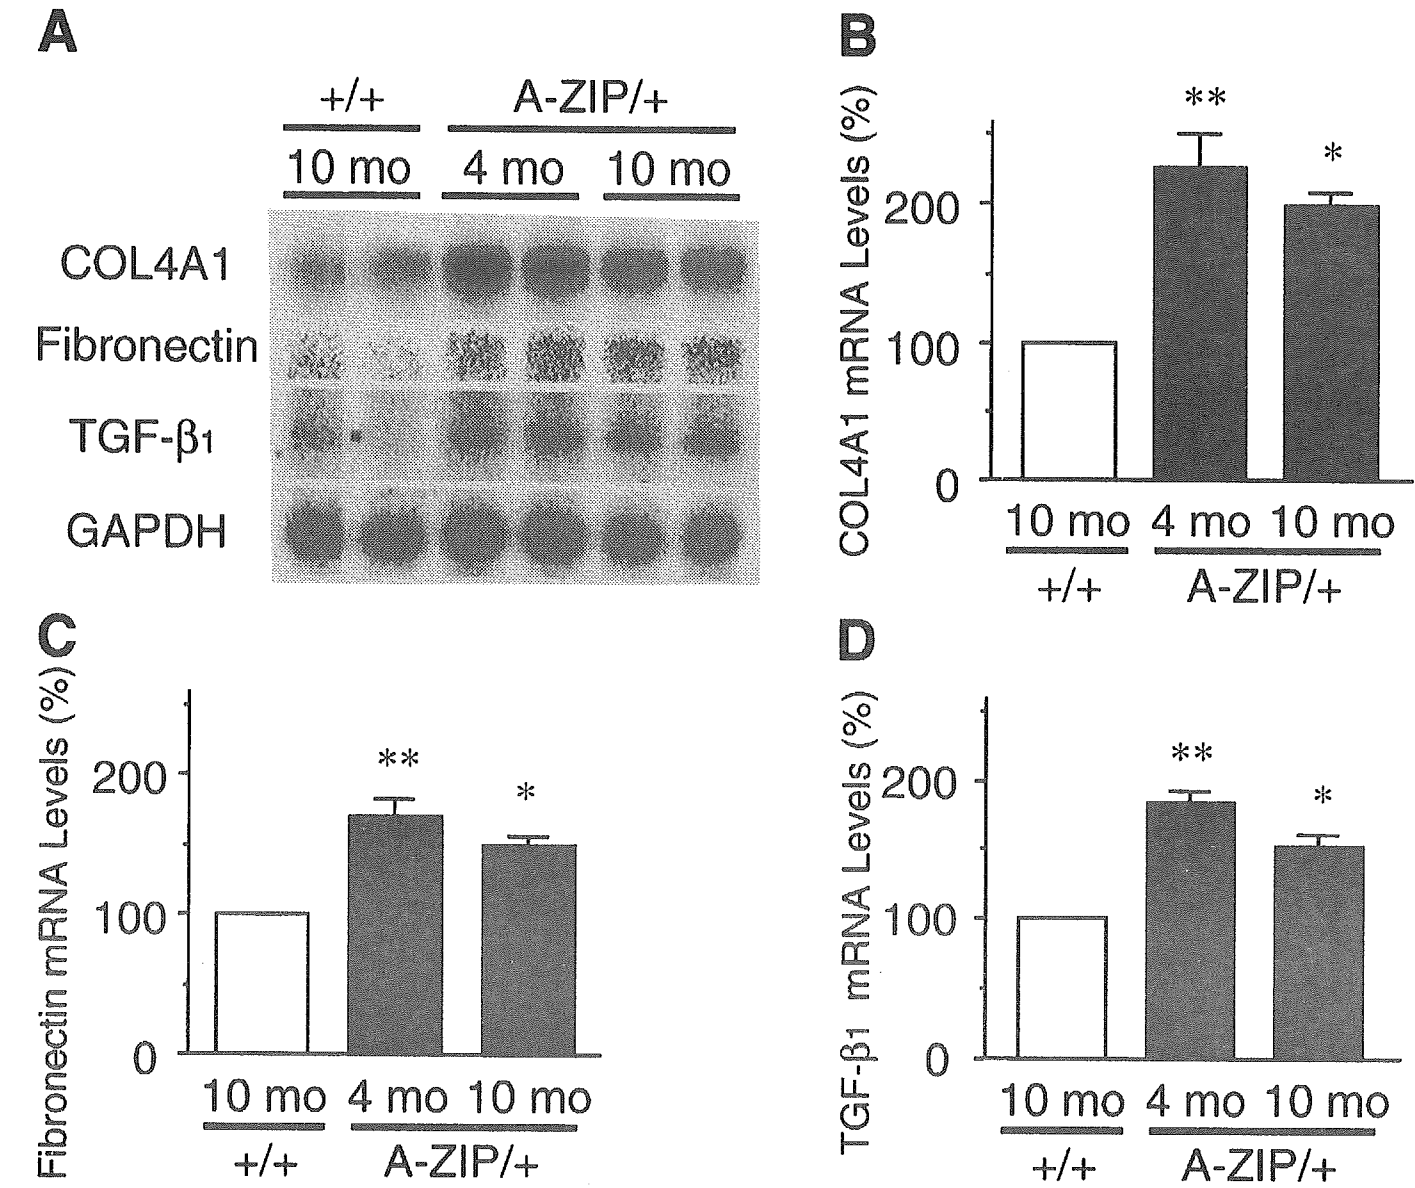 A
+/+ A-ZIP/+
10 mo 4 mo 10 mo
COL4A1
Fibronectin
TGF-β1
GAPDH
B
COL4A1 mRNA Levels (%)
**
*
200
100
0
10 mo 4 mo 10 mo
+/+ A-ZIP/+
C
Fibronectin mRNA Levels (%)
**
*
200
100
0
10 mo 4 mo 10 mo
+/+ A-ZIP/+
D
TGF-β1 mRNA Levels (%)
**
*
200
100
0
10 mo 4 mo 10 mo
+/+ A-ZIP/+